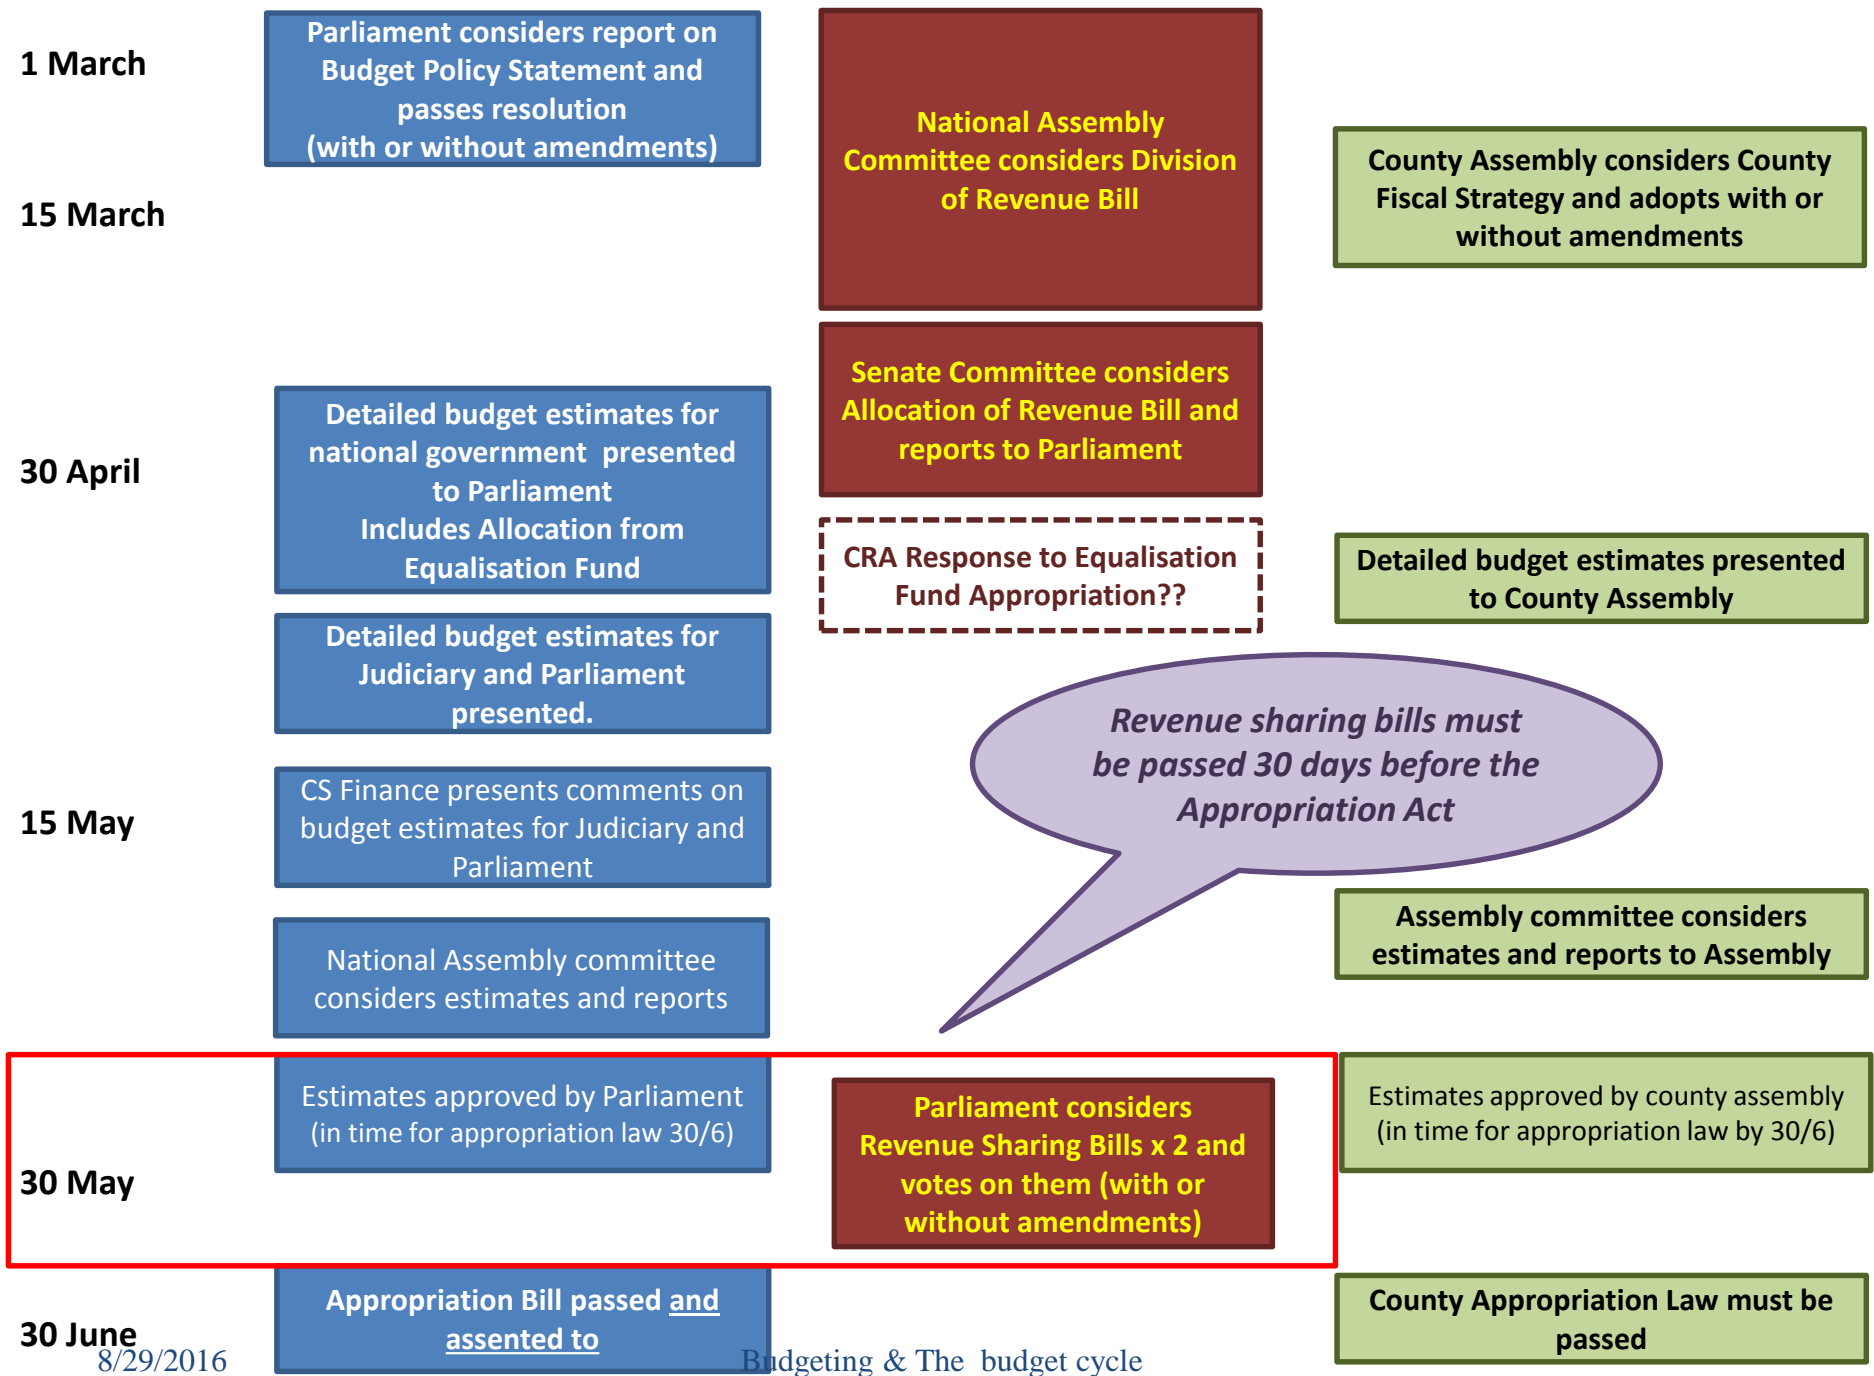 1 March
Parliament considers report on
Budget Policy Statement and
passes resolution
(with or without amendments)
National Assembly
Committee considers Division
of Revenue Bill
15 March
County Assembly considers County
Fiscal Strategy and adopts with or
without amendments
Senate Committee considers
Allocation of Revenue Bill and
reports to Parliament
30 April
Detailed budget estimates for
national government presented
to Parliament
Includes Allocation from
Equalisation Fund
CRA Response to Equalisation
Fund Appropriation??
Detailed budget estimates presented
to County Assembly
Detailed budget estimates for
Judiciary and Parliament
presented.
Revenue sharing bills must
be passed 30 days before the
Appropriation Act
15 May
CS Finance presents comments on
budget estimates for Judiciary and
Parliament
National Assembly committee
considers estimates and reports
Assembly committee considers
estimates and reports to Assembly
30 May
Estimates approved by Parliament
(in time for appropriation law 30/6)
Parliament considers
Revenue Sharing Bills x 2 and
votes on them (with or
without amendments)
Estimates approved by county assembly
(in time for appropriation law by 30/6)
30 June
Appropriation Bill passed and
assented to
County Appropriation Law must be
passed
8/29/2016
Budgeting & The budget cycle